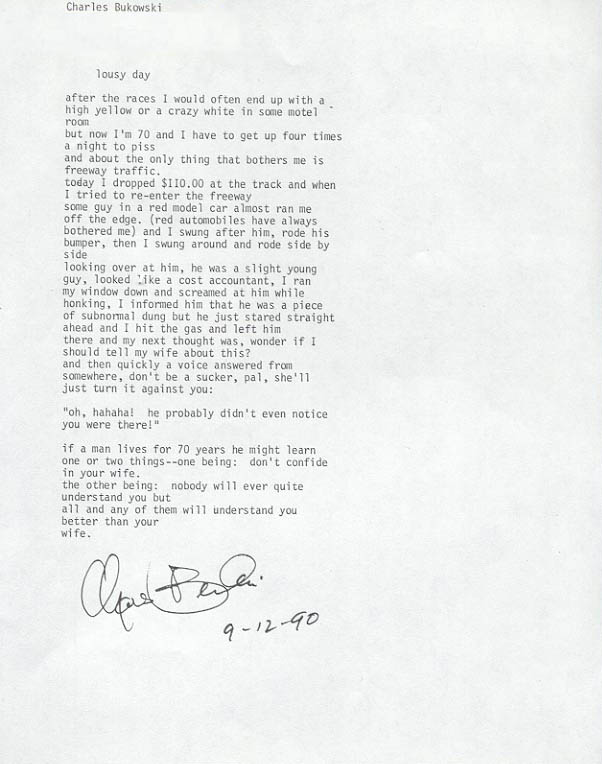 Charles Bukowski
lousy day
after the races I would often end up with a
high yellow or a crazy white in some motel
room
but now I'm 70 and I have to get up four times
a night to piss
and about the only thing that bothers me is
freeway traffic.
today I dropped $110.00 at the track and when
I tried to re-enter the freeway
some guy in a red model car almost ran me
off the edge. (red automobiles have always
bothered me) and I swung after him, rode his
bumper, then I swung around and rode side by
side
looking over at him, he was a slight young
guy, looked like a cost accountant, I ran
my window down and screamed at him while
honking, I informed him that he was a piece
of subnormal dung but he just stared straight
ahead and I hit the gas and left him
there and my next thought was, wonder if I
should tell my wife about this?
and then quickly a voice answered from
somewhere, don't be a sucker, pal, she'll
just turn it against you:
"oh, hahaha!  he probably didn't even notice
you were there!"
if a man lives for 70 years he might learn
one or two things--one being:  don't confide
in your wife.
the other being:  nobody will ever quite
understand you but
all and any of them will understand you
better than your
wife.
9-12-90